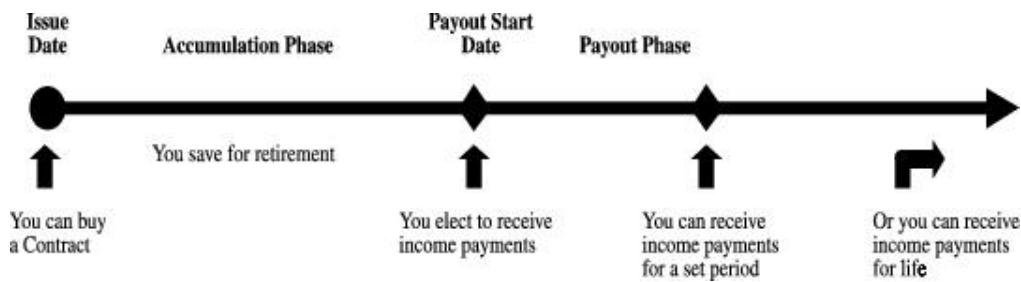 Issue
Date
Accumulation Phase
Payout Start
Date
Payout Phase
You save for retirement
You can buy
a Contract
You elect to receive
income payments
You can receive
income payments
for a set period
Or you can receive
income payments
for life